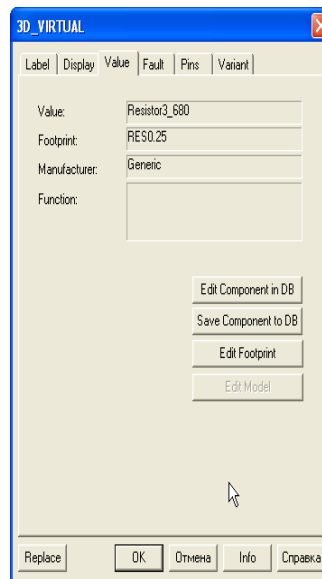 3D_VIRTUAL
Label Display Value Fault Pins Variant
Value: Resistor3_680
Footprint: RES0.25
Manufacturer: Generic
Function:
Edit Component in DB
Save Component to DB
Edit Footprint
Edit Model
Replace OK Отмена Info Справка